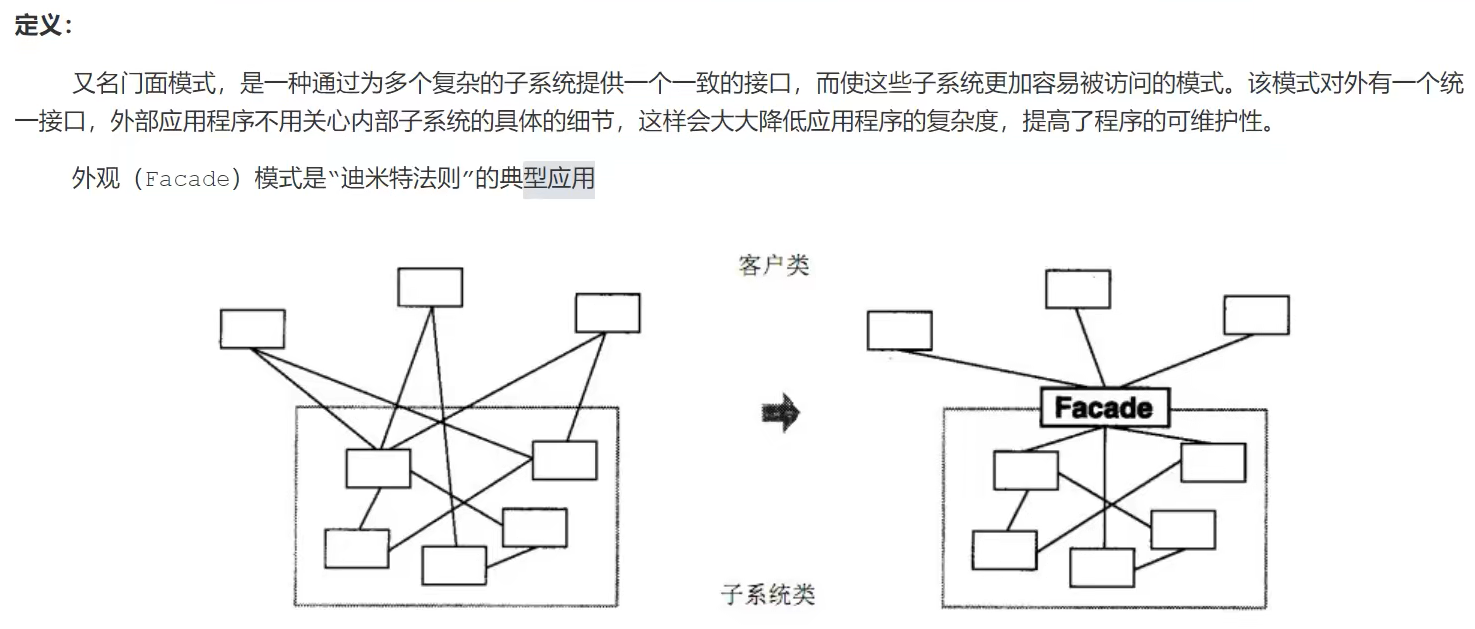 定义：
又名门面模式，是一种通过为多个复杂的子系统提供一个一致的接口，而使这些子系统更加容易被访问的模式。该模式对外有一个统
一接口，外部应用程序不用关心内部子系统的具体的细节，这样会大大降低应用程序的复杂度，提高了程序的可维护性。
外观（Facade）模式是“迪米特法则”的典型应用
客户类
Facade
子系统类